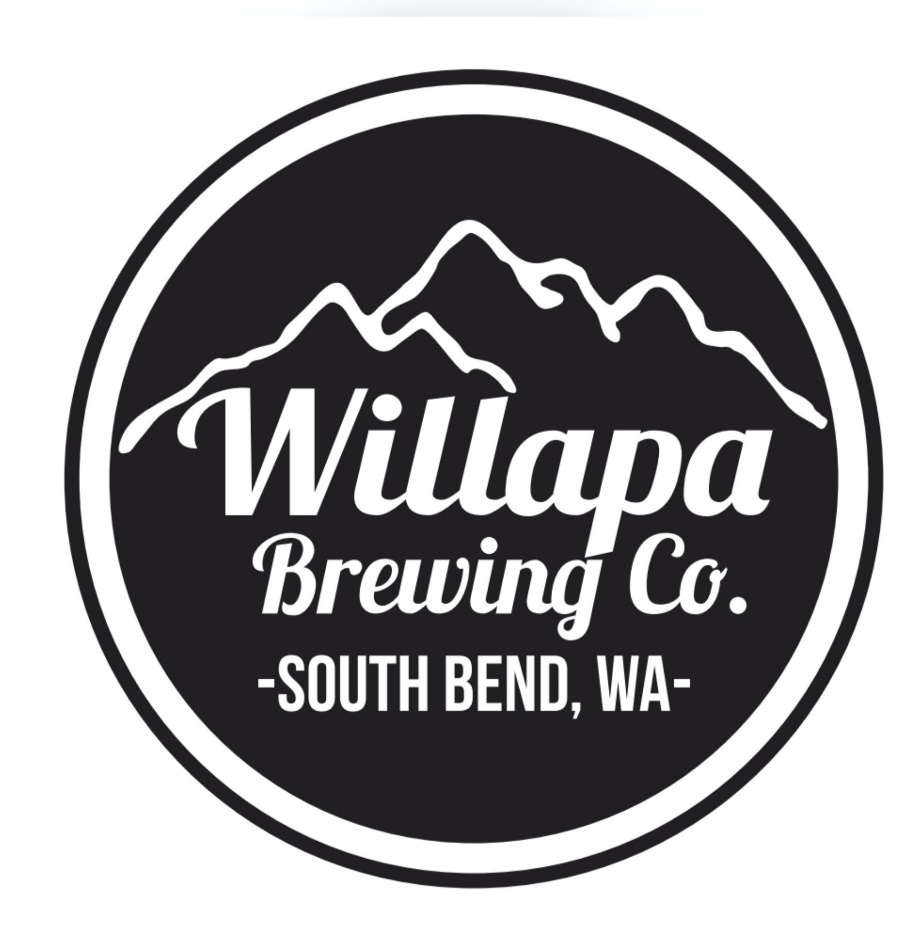 Willapa
Brewing Co.
-SOUTH BEND, WA-